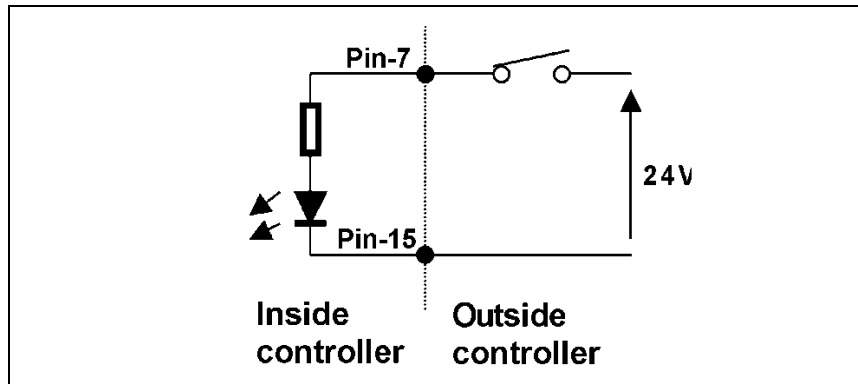 Pin-7
24V
Pin-15
Inside
controller
Outside
controller